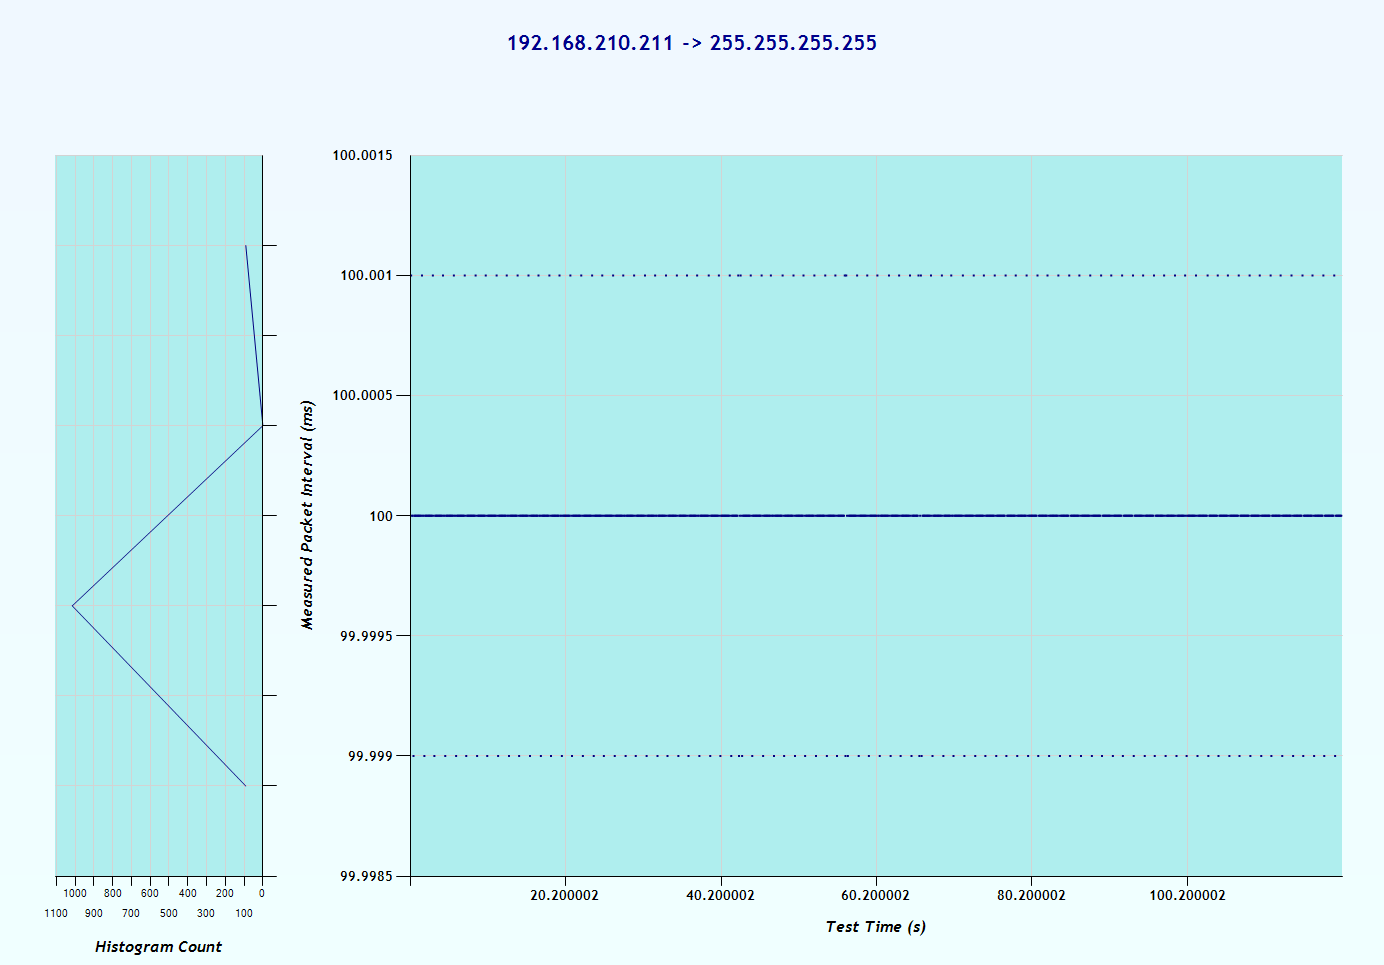 192.168.210.211 -> 255.255.255.255
100.0015
100.001
100.0005
100
99.9995
99.999
99.9985
Measured Packet Interval (ms)
20.200002 40.200002 60.200002 80.200002 100.200002
Test Time (s)
1000 800 600 400 200 0
1100 900 700 500 300 100
Histogram Count